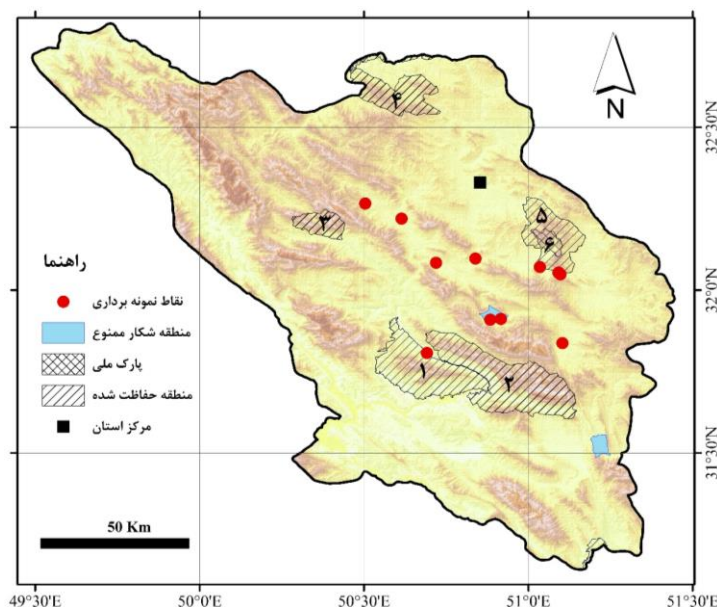 ۴
N
32°30'N
۵
۶
۳
32°0'N
۱
۲
31°30'N
راهنما
نقاط نمونه برداری
منطقه شکار ممنوع
پارک ملی
منطقه حفاظت شده
مرکز استان
50 Km
49°30'E
50°0'E
50°30'E
51°0'E
51°30'E